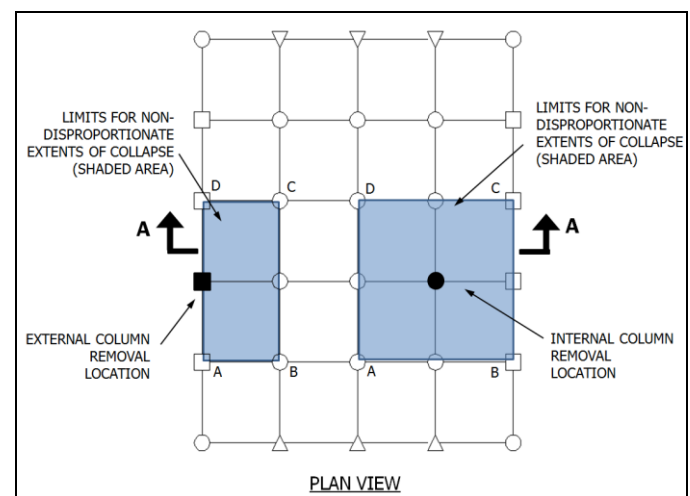 LIMITS FOR NON-
DISPROPORTIONATE
EXTENTS OF COLLAPSE
(SHADED AREA)
LIMITS FOR NON-
DISPROPORTIONATE
EXTENTS OF COLLAPSE
(SHADED AREA)
D
C
D
C
A
A
EXTERNAL COLUMN
REMOVAL
LOCATION
INTERNAL COLUMN
REMOVAL
LOCATION
A
B
A
B
PLAN VIEW